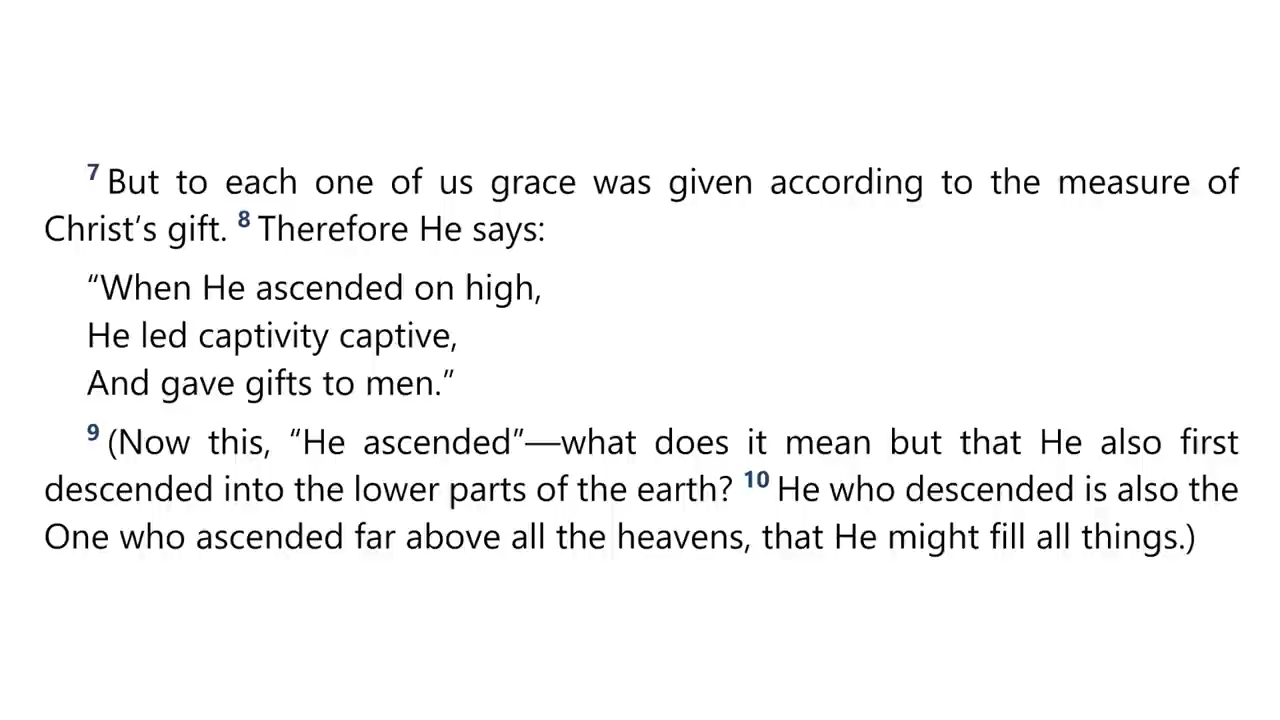 7 But to each one of us grace was given according to the measure of
Christ’s gift. 8 Therefore He says:
“When He ascended on high,
He led captivity captive,
And gave gifts to men.”
9 (Now this, “He ascended”—what does it mean but that He also first
descended into the lower parts of the earth? 10 He who descended is also the
One who ascended far above all the heavens, that He might fill all things.)